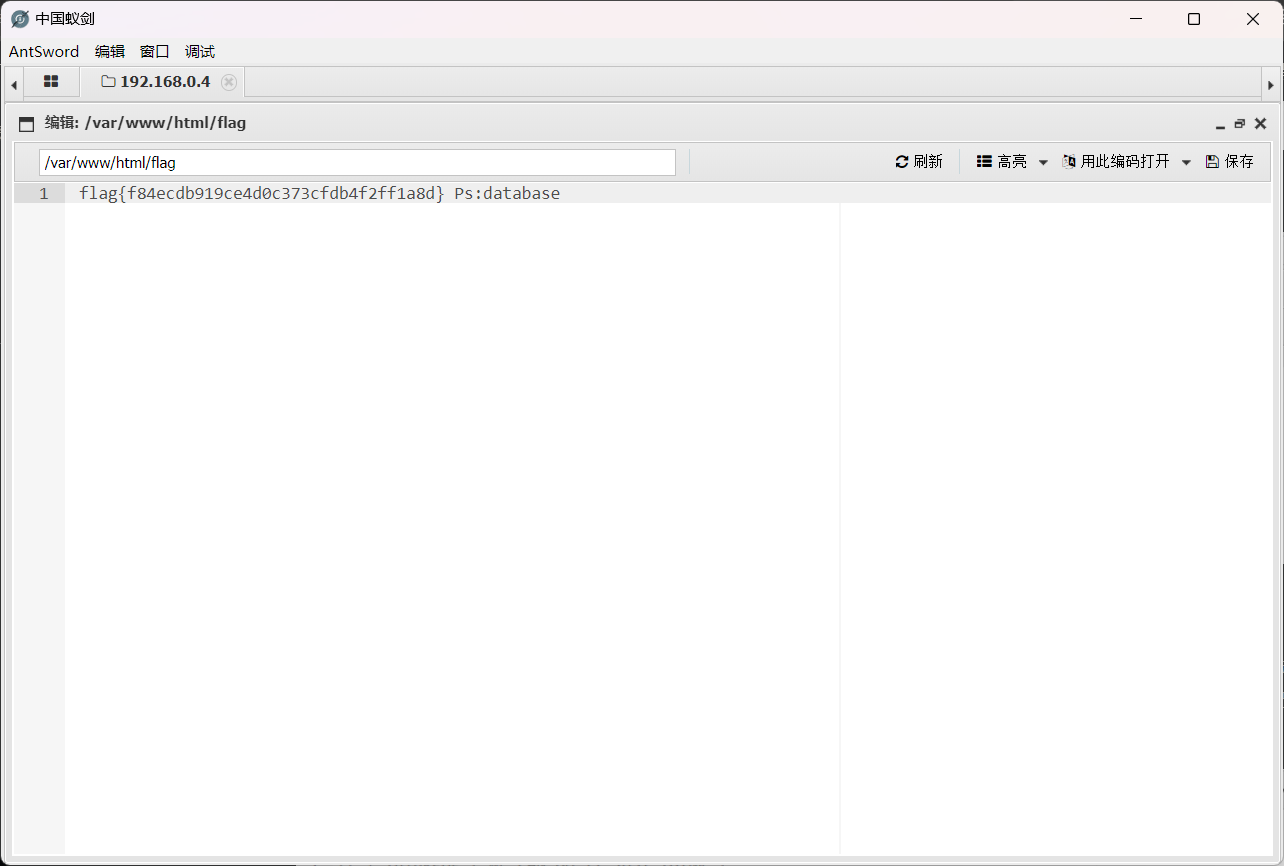 中国蚁剑
AntSword 编辑 窗口 调试
192.168.0.4
编辑: /var/www/html/flag
/var/www/html/flag 刷新 高亮 用此编码打开 保存
1 flag{f84ecdb919ce4d0c373cfdb4f2ff1a8d} Ps:database